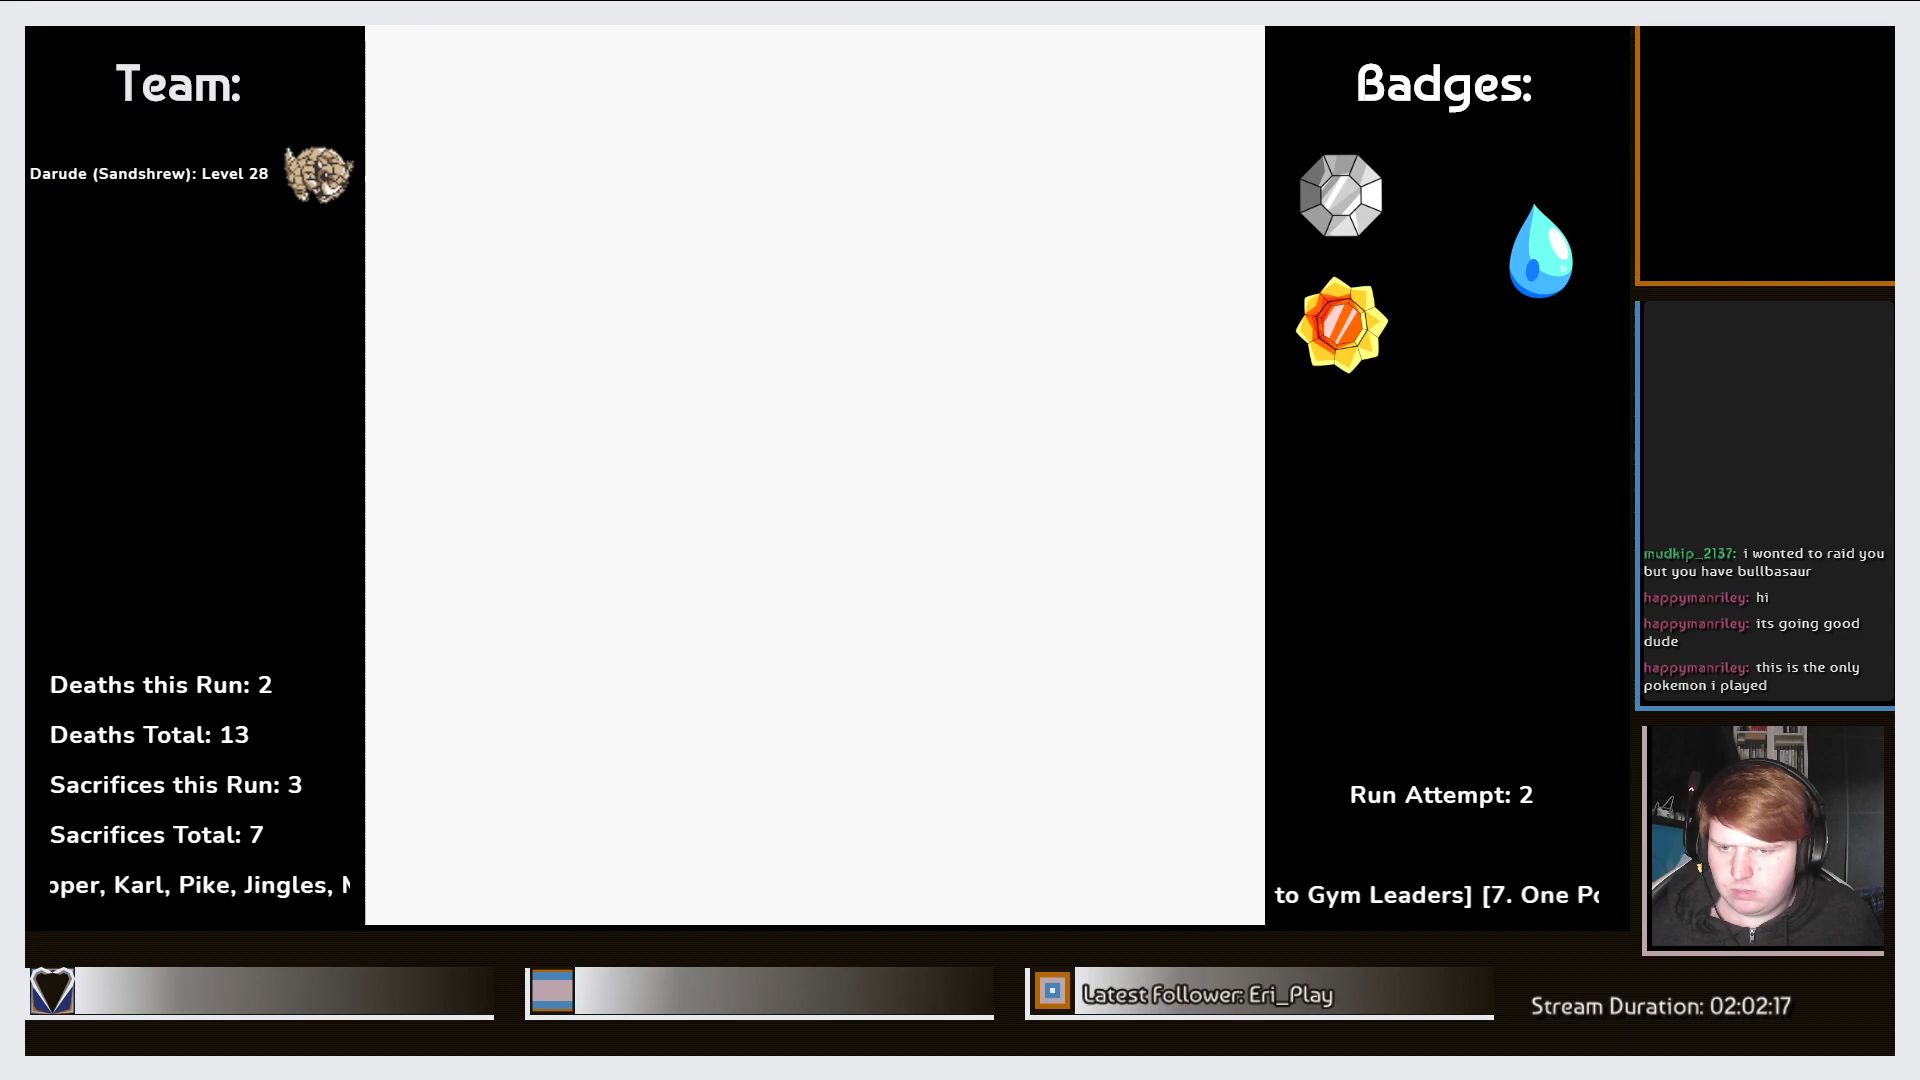 Team:
Darude (Sandshrew): Level 28
Deaths this Run: 2
Deaths Total: 13
Sacrifices this Run: 3
Sacrifices Total: 7
Karl, Pike, Jingles,
Badges:
Run Attempt: 2
to Gym Leaders] [7. One
mudkip_2137: i wonted to raid you
but you have bullbasaur
happymanriley: hi
happymanriley: its going good
dude
happymanriley: this is the only
pokemon i played
Latest Follower: Eri_Play
Stream Duration: 02:02:17